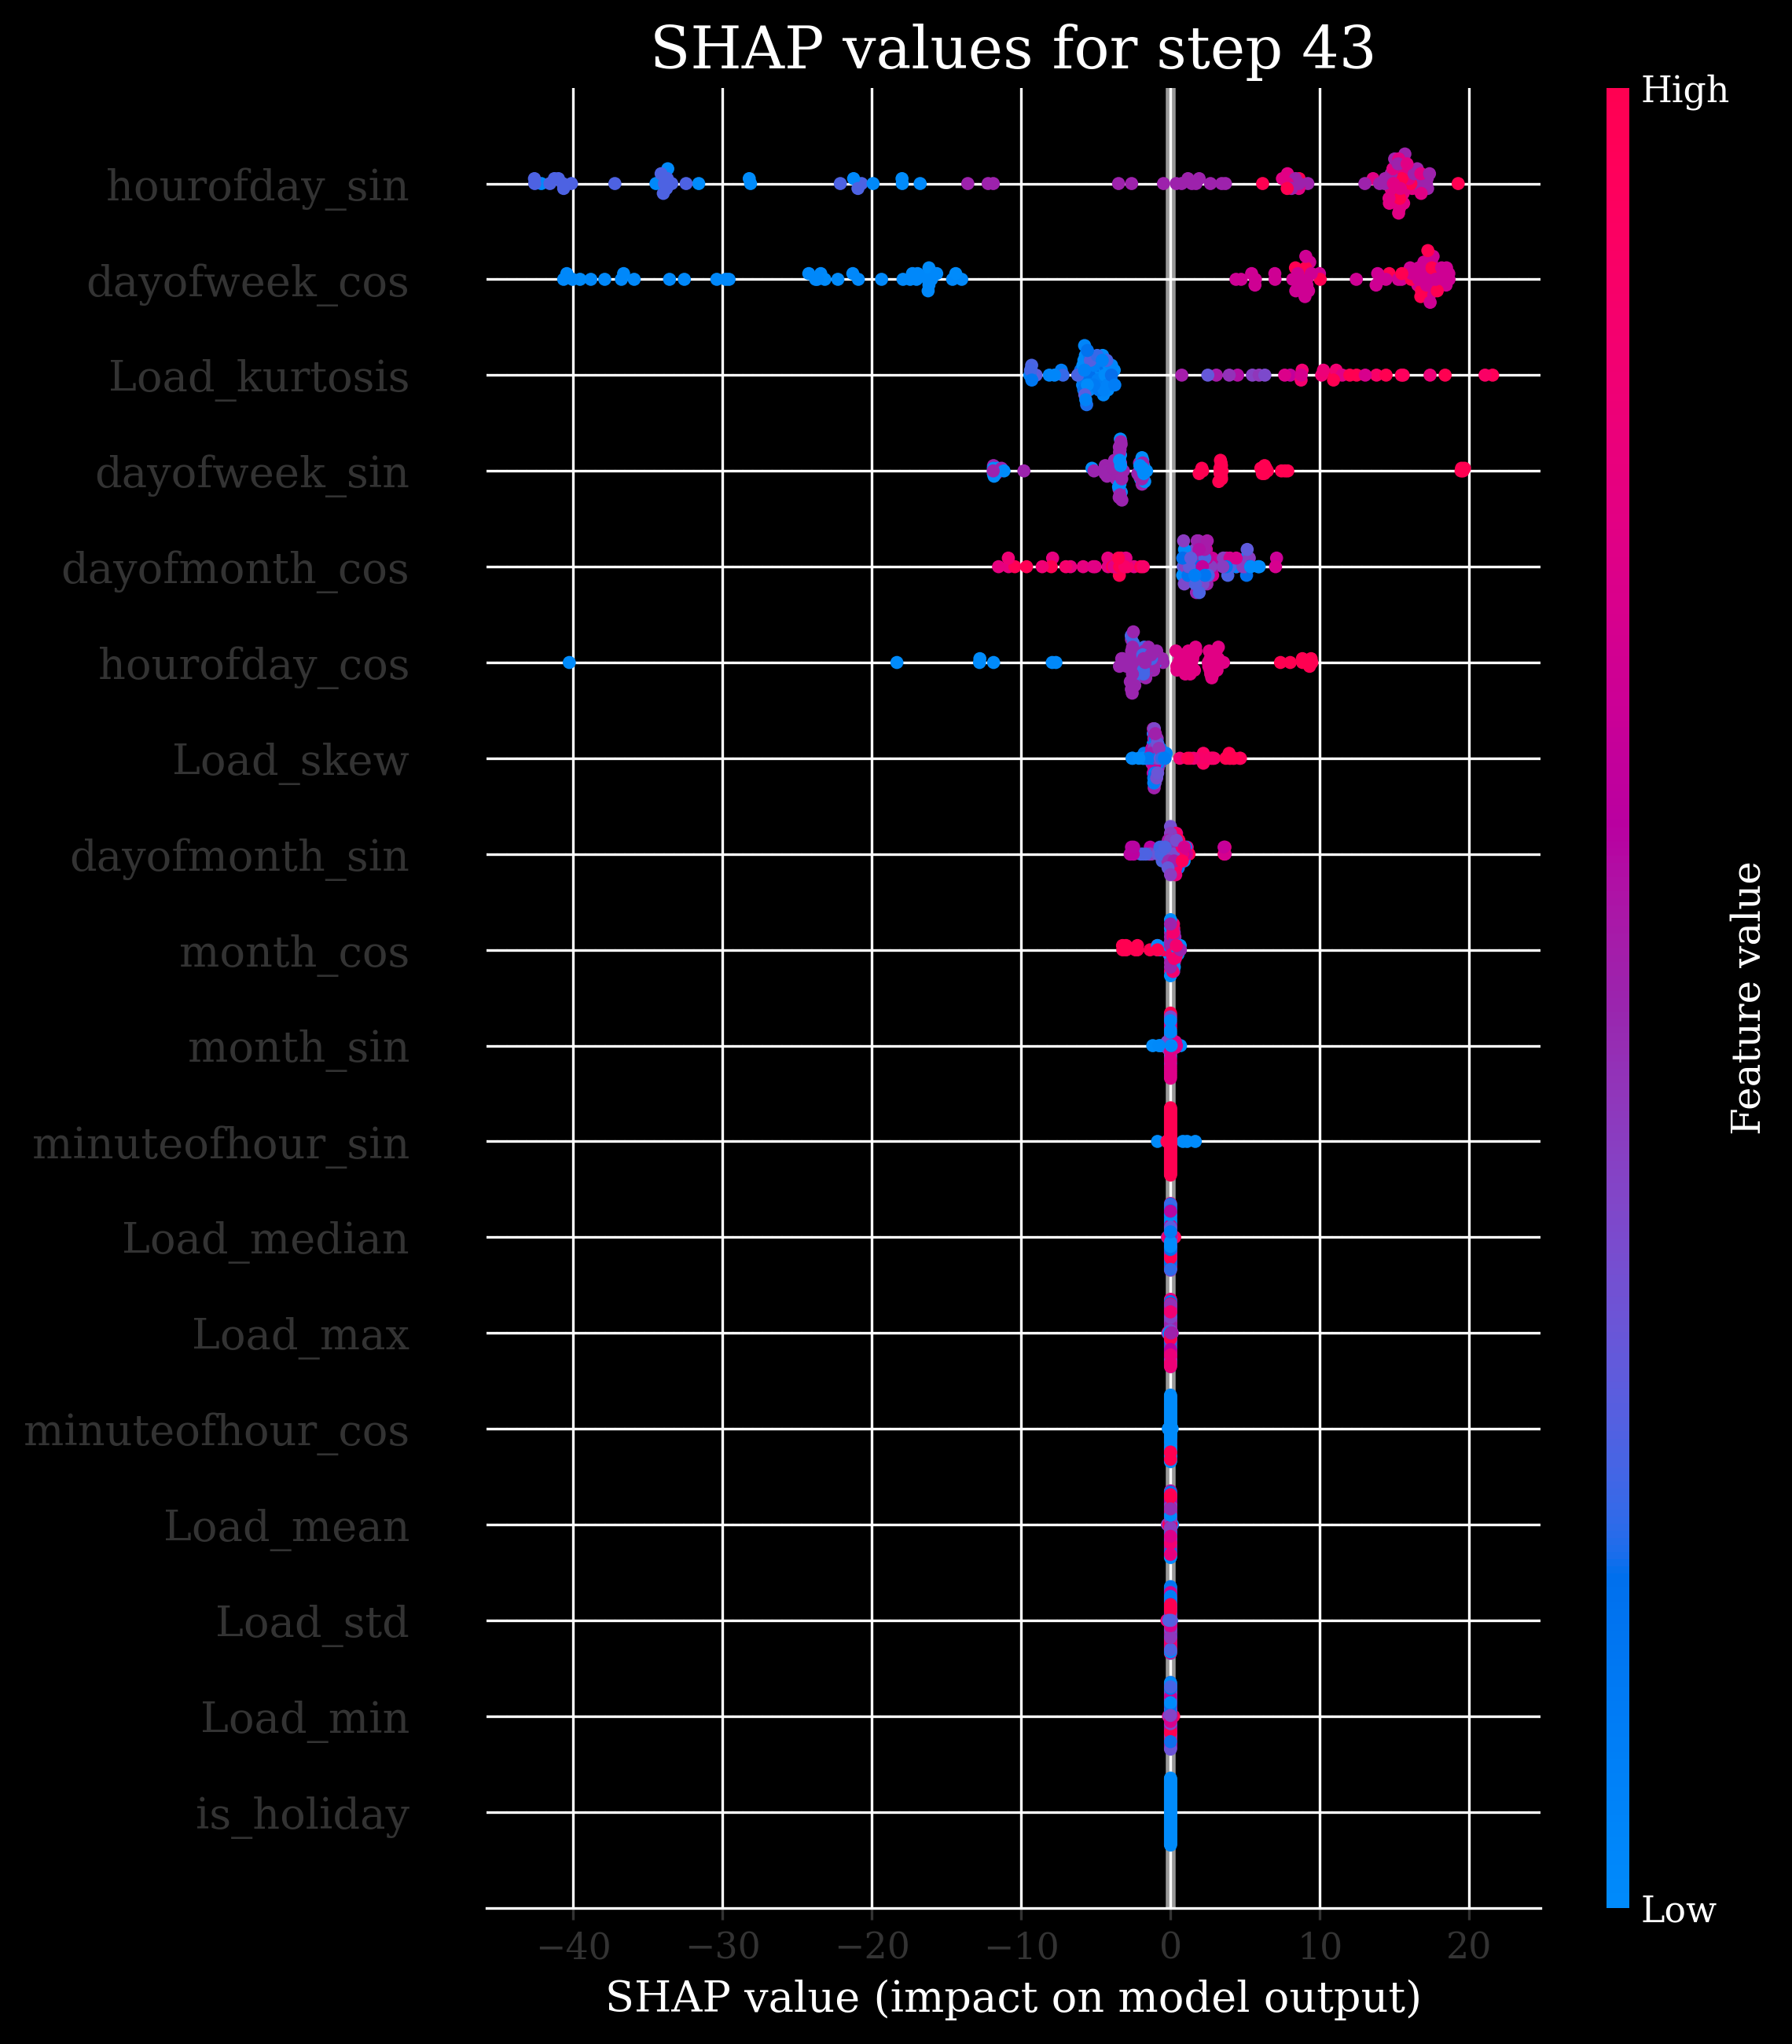 SHAP values for step 43
High
hourofday_sin
dayofweek_cos
Load_kurtosis
dayofweek_sin
dayofmonth_cos
hourofday_cos
Load_skew
dayofmonth_sin
month_cos
month_sin
minuteofhour_sin
Load_median
Load_max
minuteofhour_cos
Load_mean
Load_std
Load_min
is_holiday
Feature value
Low
−40 −30 −20 −10 0 10 20
SHAP value (impact on model output)